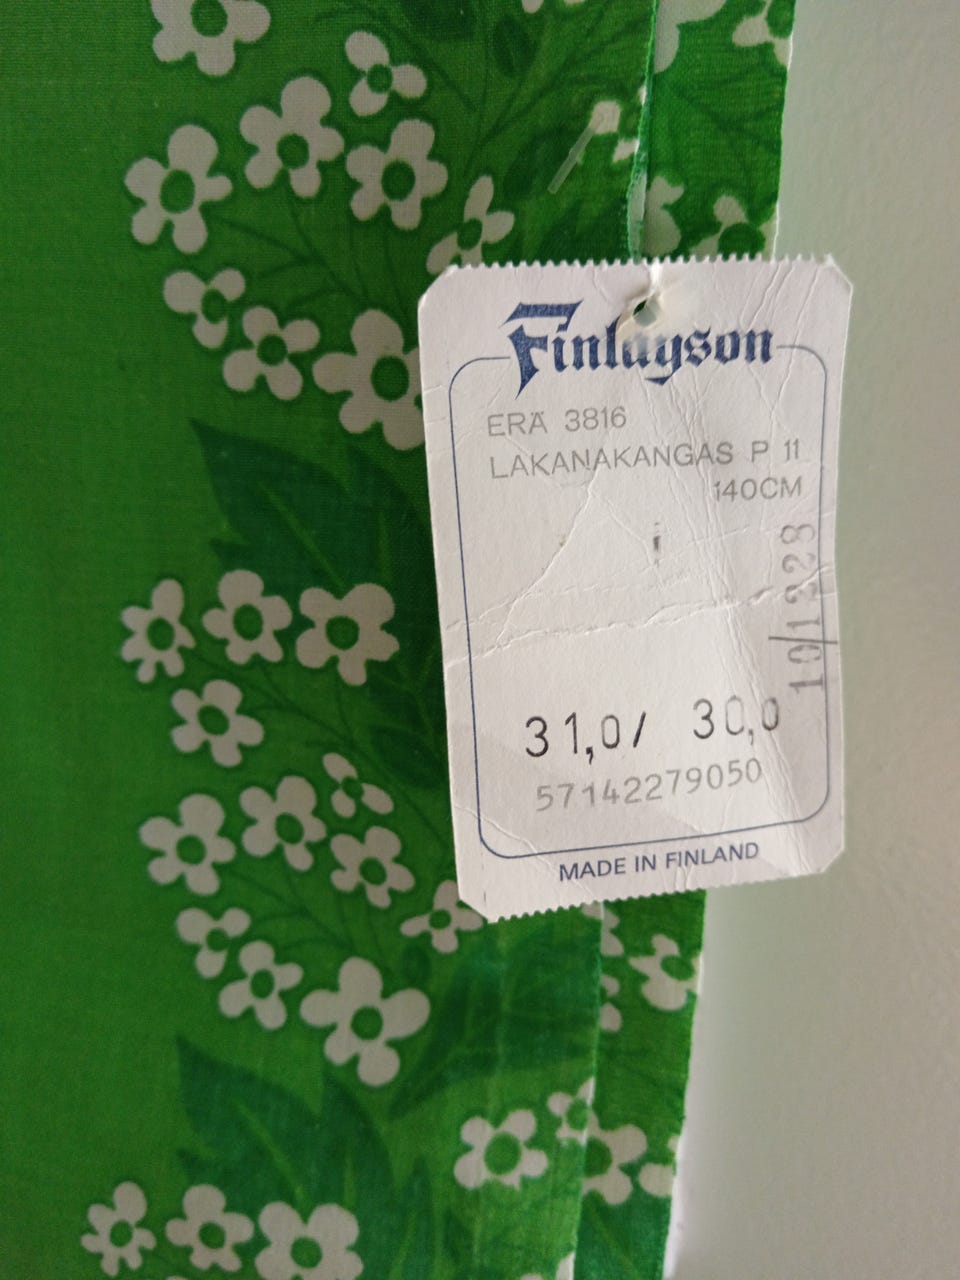 Finlayson
ERÄ 3816
LAKANAKANGAS P 11
140CM
10/1328
31,0/ 30,0
57142279050
MADE IN FINLAND